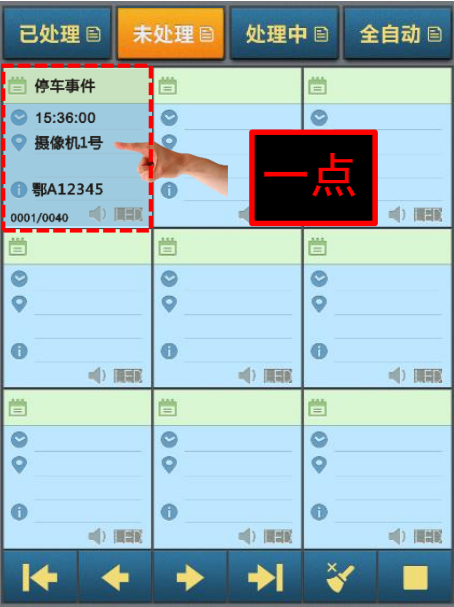 已处理 未处理 处理中 全自动
停车事件
15:36:00
摄像机1号
一点
鄂A12345
0001/0040 LED
LED
LED LED LED
LED LED LED